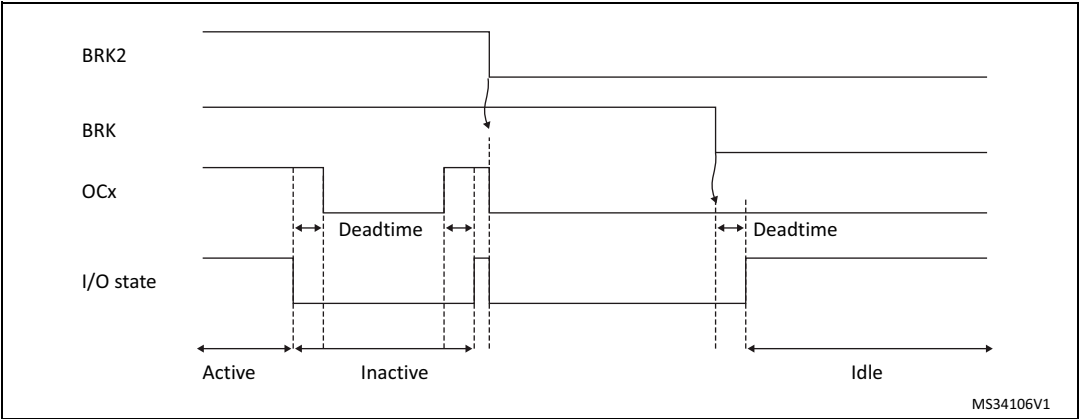 BRK2
BRK
OCx
Deadtime
Deadtime
I/O state
Active
Inactive
Idle
MS34106V1